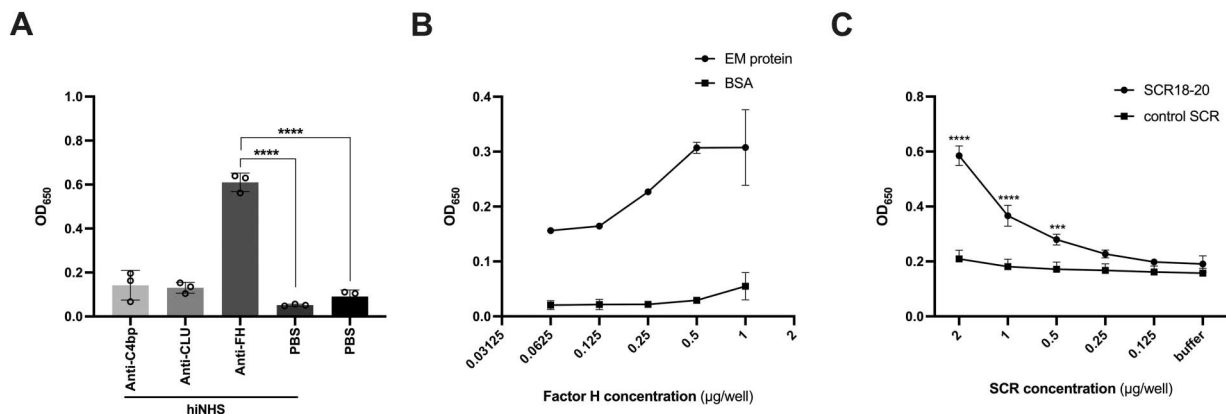 A
B
C
OD650
1.0
0.8
0.6
0.4
0.2
0.0
****
****
Anti-C4bp
Anti-CLU
Anti-FH
PBS
PBS
hiNHS
EM protein
BSA
OD650
0.4
0.3
0.2
0.1
0.0
0.03125
0.0625
0.125
0.25
0.5
1
2
Factor H concentration (µg/well)
SCR18-20
control SCR
OD650
0.8
0.6
0.4
0.2
0.0
****
****
***
2
1
0.5
0.25
0.125
buffer
SCR concentration (µg/well)